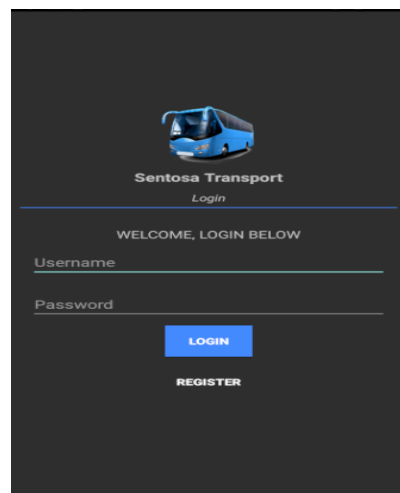 Sentosa Transport
Login
WELCOME, LOGIN BELOW
Username
Password
LOGIN
REGISTER